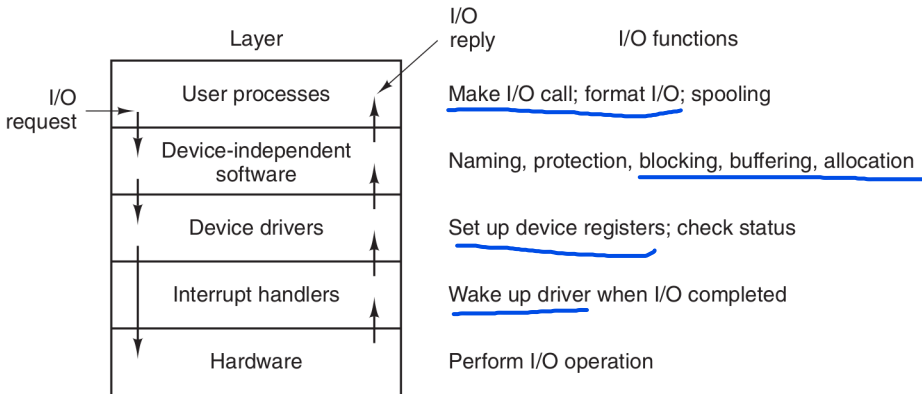 I/O
reply
Layer
I/O functions
I/O
request
User processes
Make I/O call; format I/O; spooling
Device-independent
software
Naming, protection, blocking, buffering, allocation
Device drivers
Set up device registers; check status
Interrupt handlers
Wake up driver when I/O completed
Hardware
Perform I/O operation